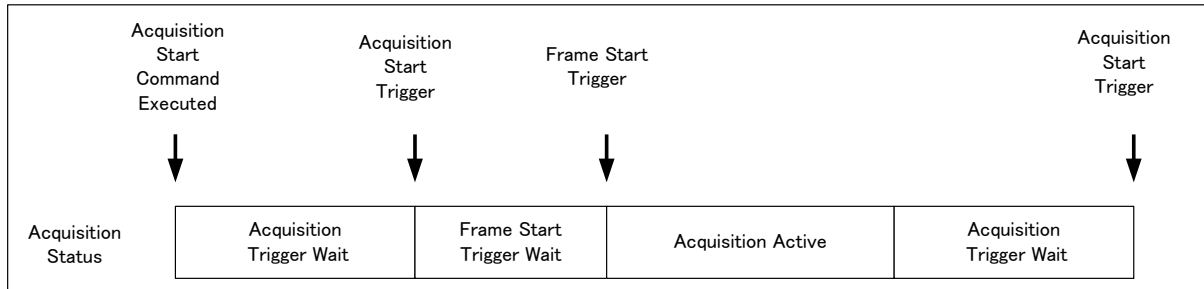 Acquisition
Start
Command
Executed
Acquisition
Start
Trigger
Frame Start
Trigger
Acquisition
Start
Trigger
Acquisition
Status
Acquisition
Trigger Wait
Frame Start
Trigger Wait
Acquisition Active
Acquisition
Trigger Wait